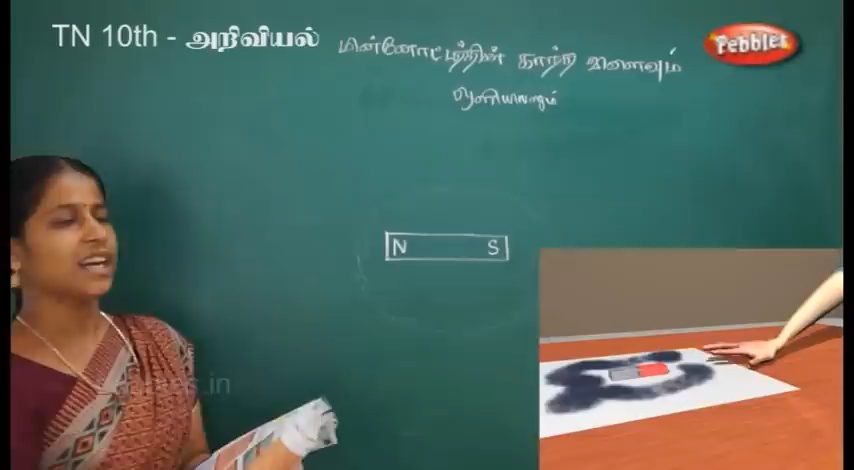 TN 10th - அறிவியல்
மின்னோட்டத்தின் காந்த விளைவும்
ஒளியியலும்
Pebbles
N S